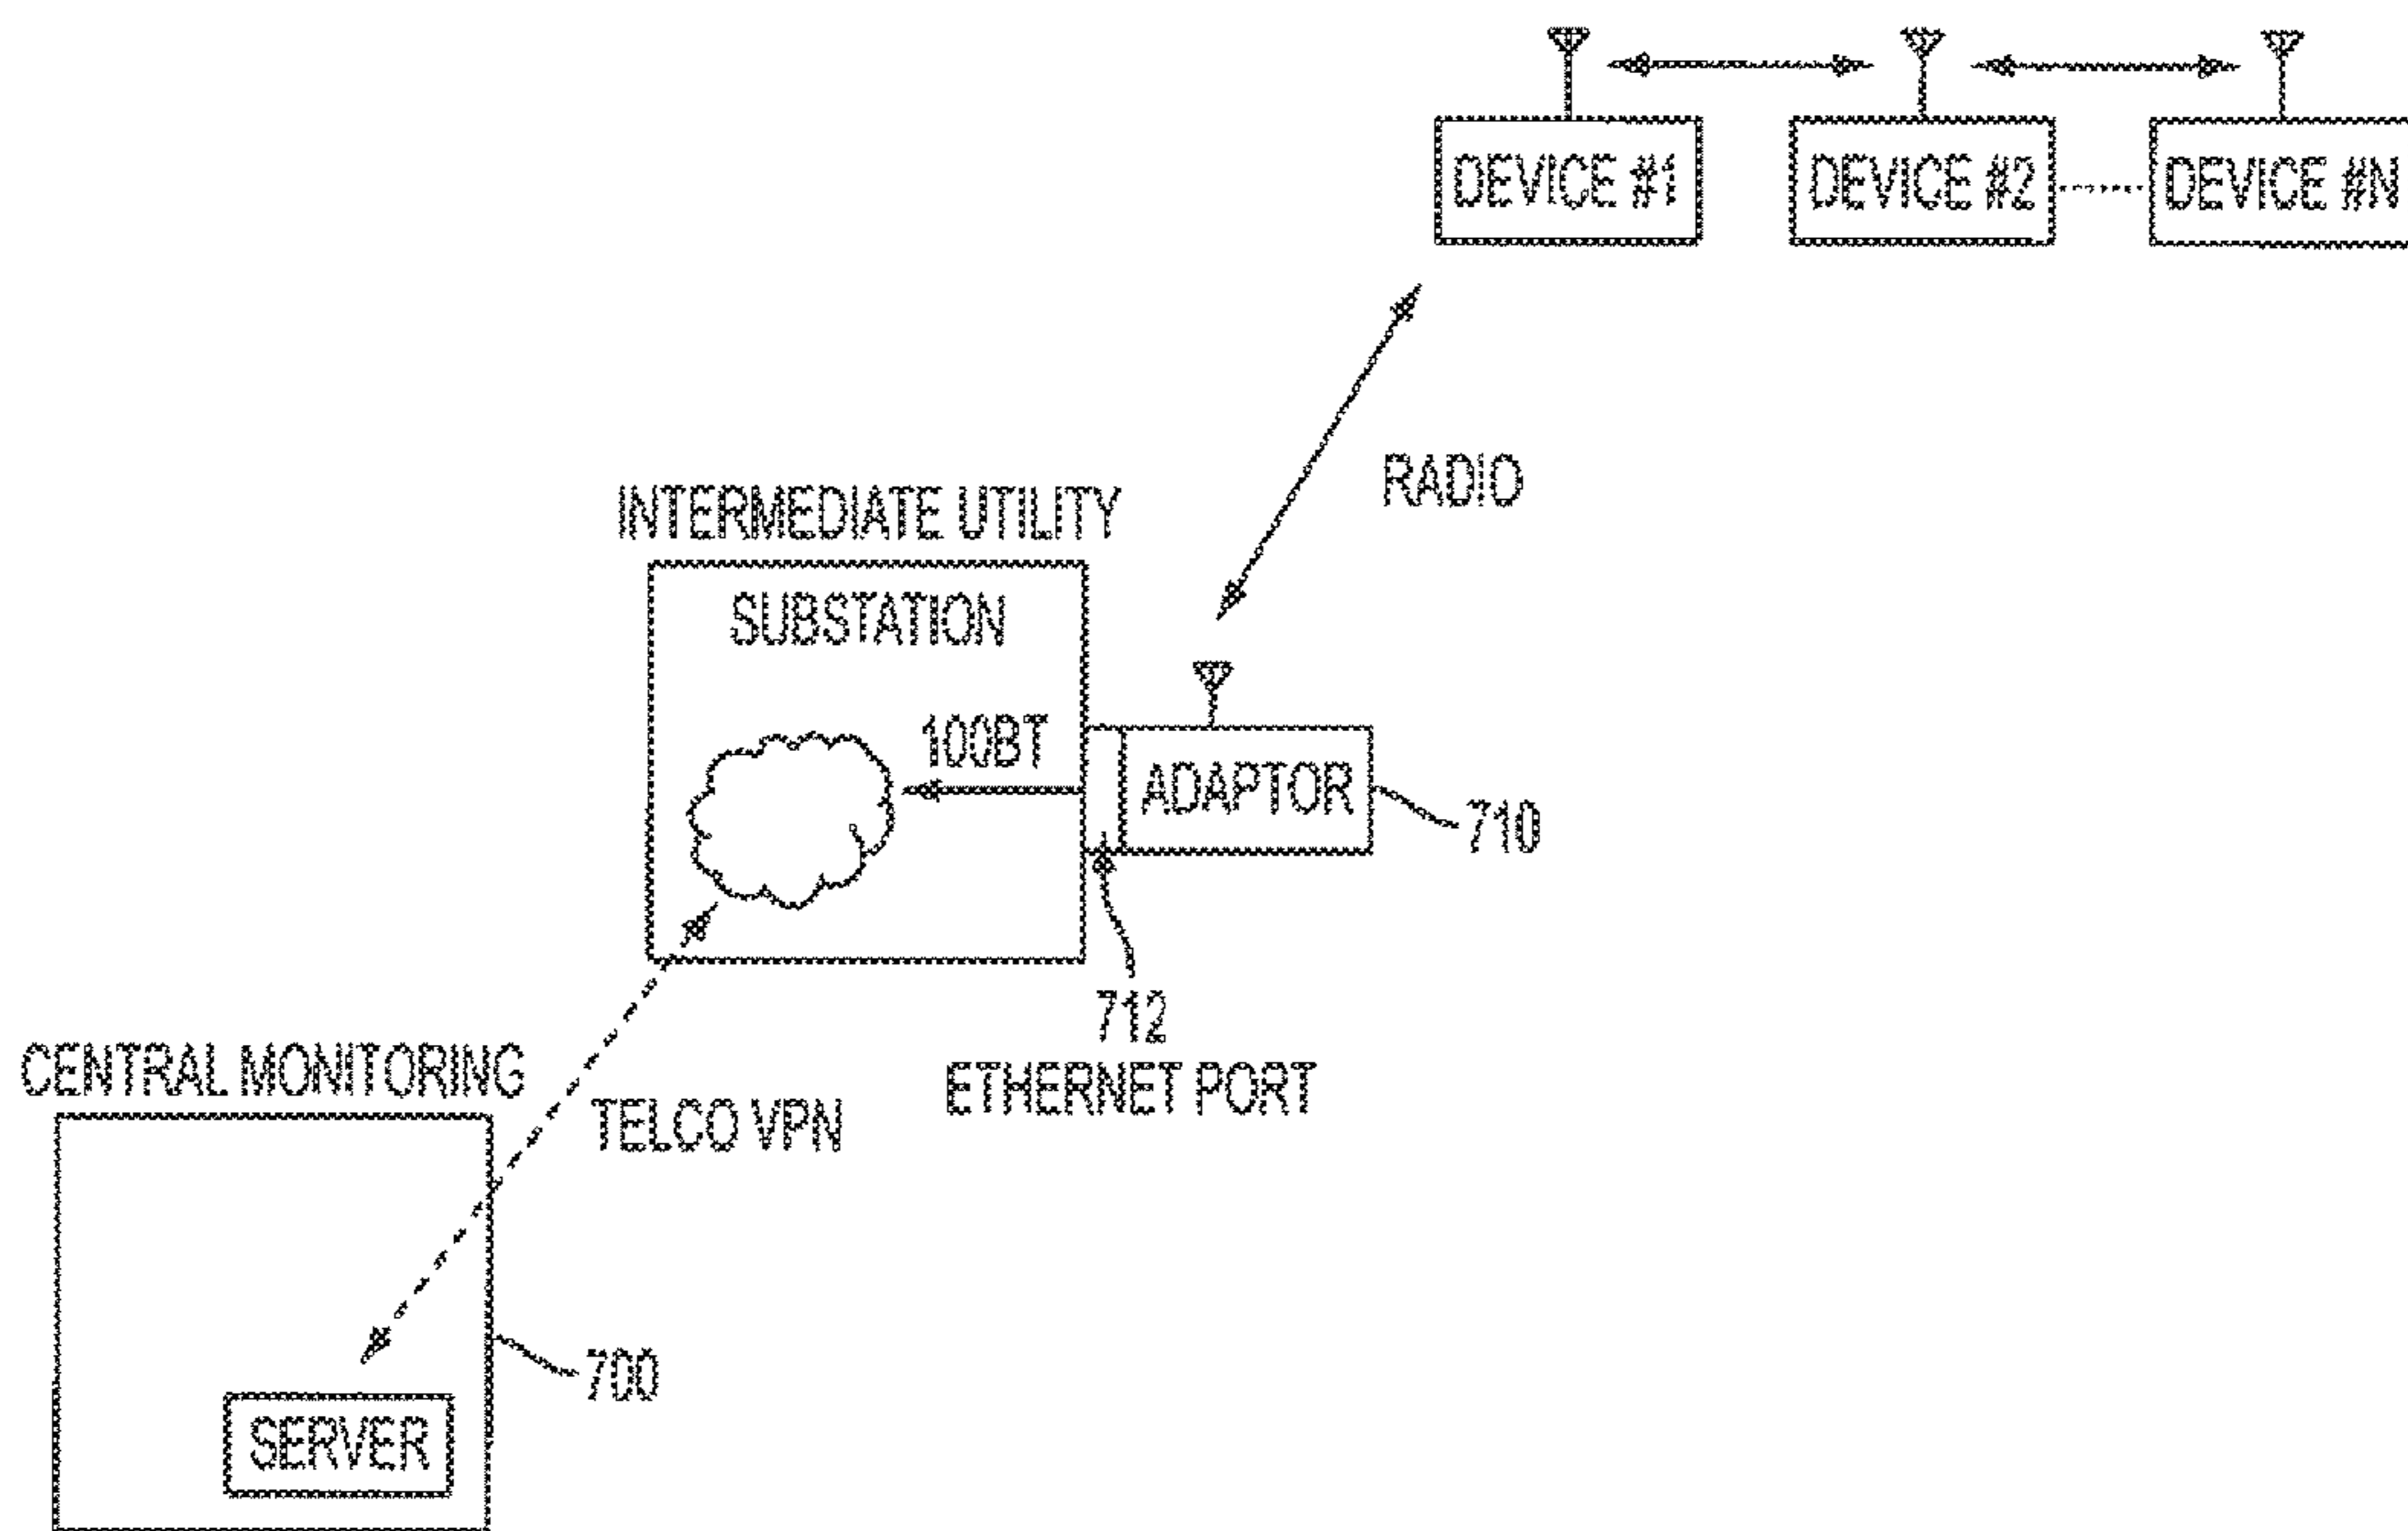 DEVICE #1
DEVICE #2
DEVICE #N
RADIO
INTERMEDIATE UTILITY
SUBSTATION
100BT
ADAPTOR
710
712
ETHERNET PORT
CENTRAL MONITORING
TELCO VPN
700
SERVER